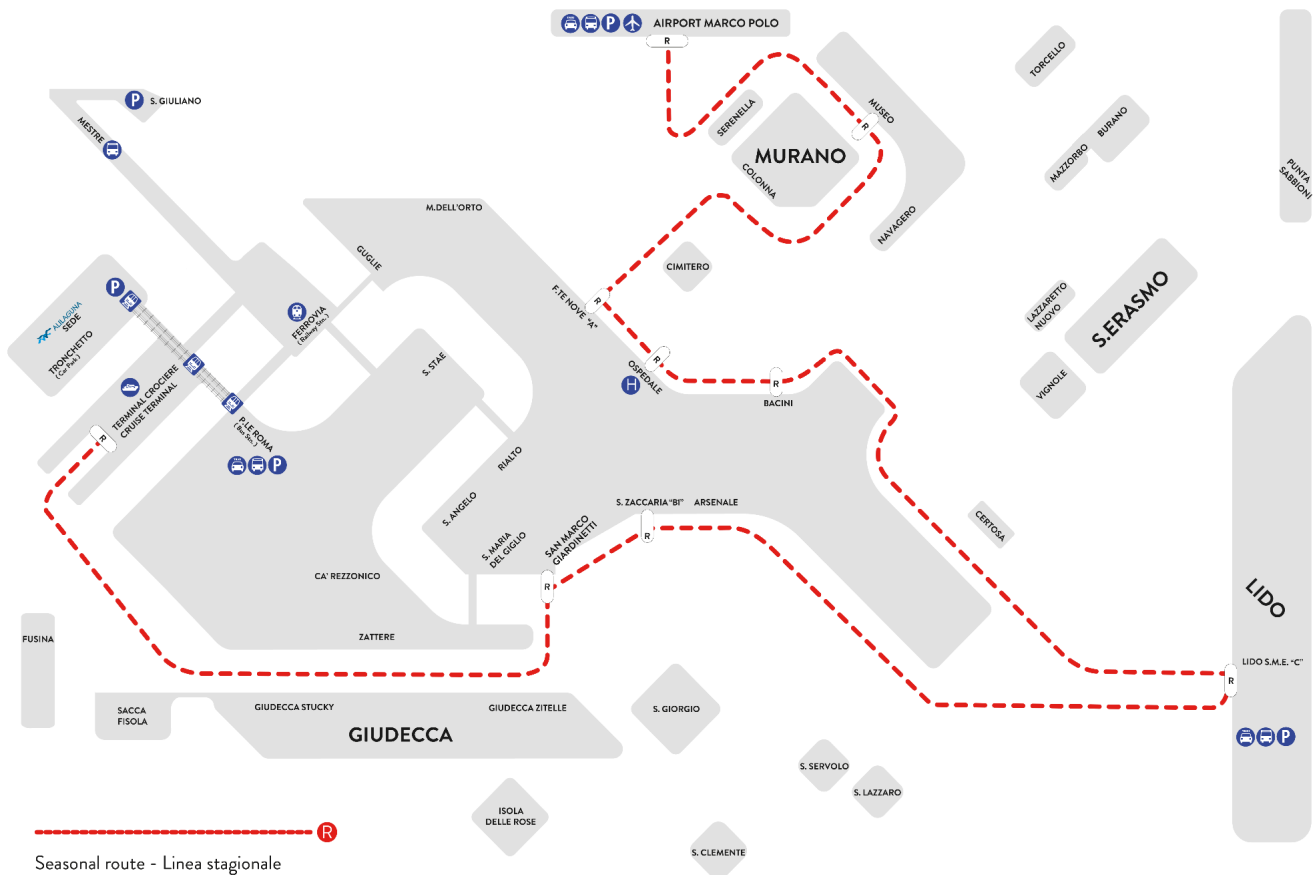 P AIRPORT MARCO POLO
R
TORCELLO
P S. GIULIANO
MESTRE
SERENELLA
MUSEO
R
MURANO
COLONNA
BURANO
MAZZORBO
PUNTA
SABBIONI
M.DELL'ORTO
NAVAGERO
GUGLIE
CIMITERO
P
ALILAGUNA
SEDE
TRONCHETTO
( Car Park )
FERROVIA
( Railway Stn. )
F.TE NOVE "A"
R
LAZZARETTO
NUOVO
S.ERASMO
S. STAE
OSPEDALE
R
H
R
BACINI
VIGNOLE
TERMINAL CROCIERE
CRUISE TERMINAL
R
P.LE ROMA
( Bus Stn. )
P
RIALTO
S. ANGELO
S. ZACCARIA "B1"
ARSENALE
R
CERTOSA
S. MARIA
DEL GIGLIO
SAN MARCO
GIARDINETTI
R
CA' REZZONICO
LIDO
FUSINA
ZATTERE
LIDO S.M.E. "C"
R
SACCA
FISOLA
GIUDECCA STUCKY
GIUDECCA ZITELLE
S. GIORGIO
GIUDECCA
P
S. SERVOLO
S. LAZZARO
ISOLA
DELLE ROSE
R
S. CLEMENTE
Seasonal route - Linea stagionale